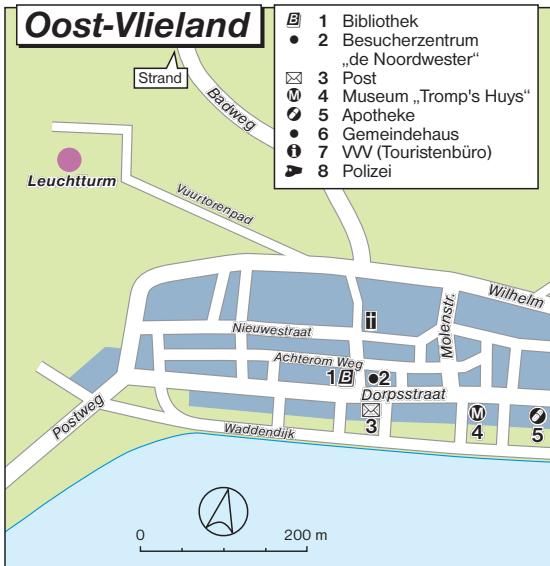 Oost-Vlieland
Strand
B 1 Bibliothek
2 Besucherzentrum
„de Noordwester“
3 Post
M 4 Museum „Tromp's Huys“
5 Apotheke
6 Gemeindehaus
i 7 VVV (Touristenbüro)
8 Polizei
Badweg
Leuchtturm
Vuurtorenpad
Wilhelm
Molenstr.
i
Nieuwestraat
Achterom Weg
1 B
2
Dorpsstraat
Postweg
Waddendijk
3
M
4
5
0
200 m